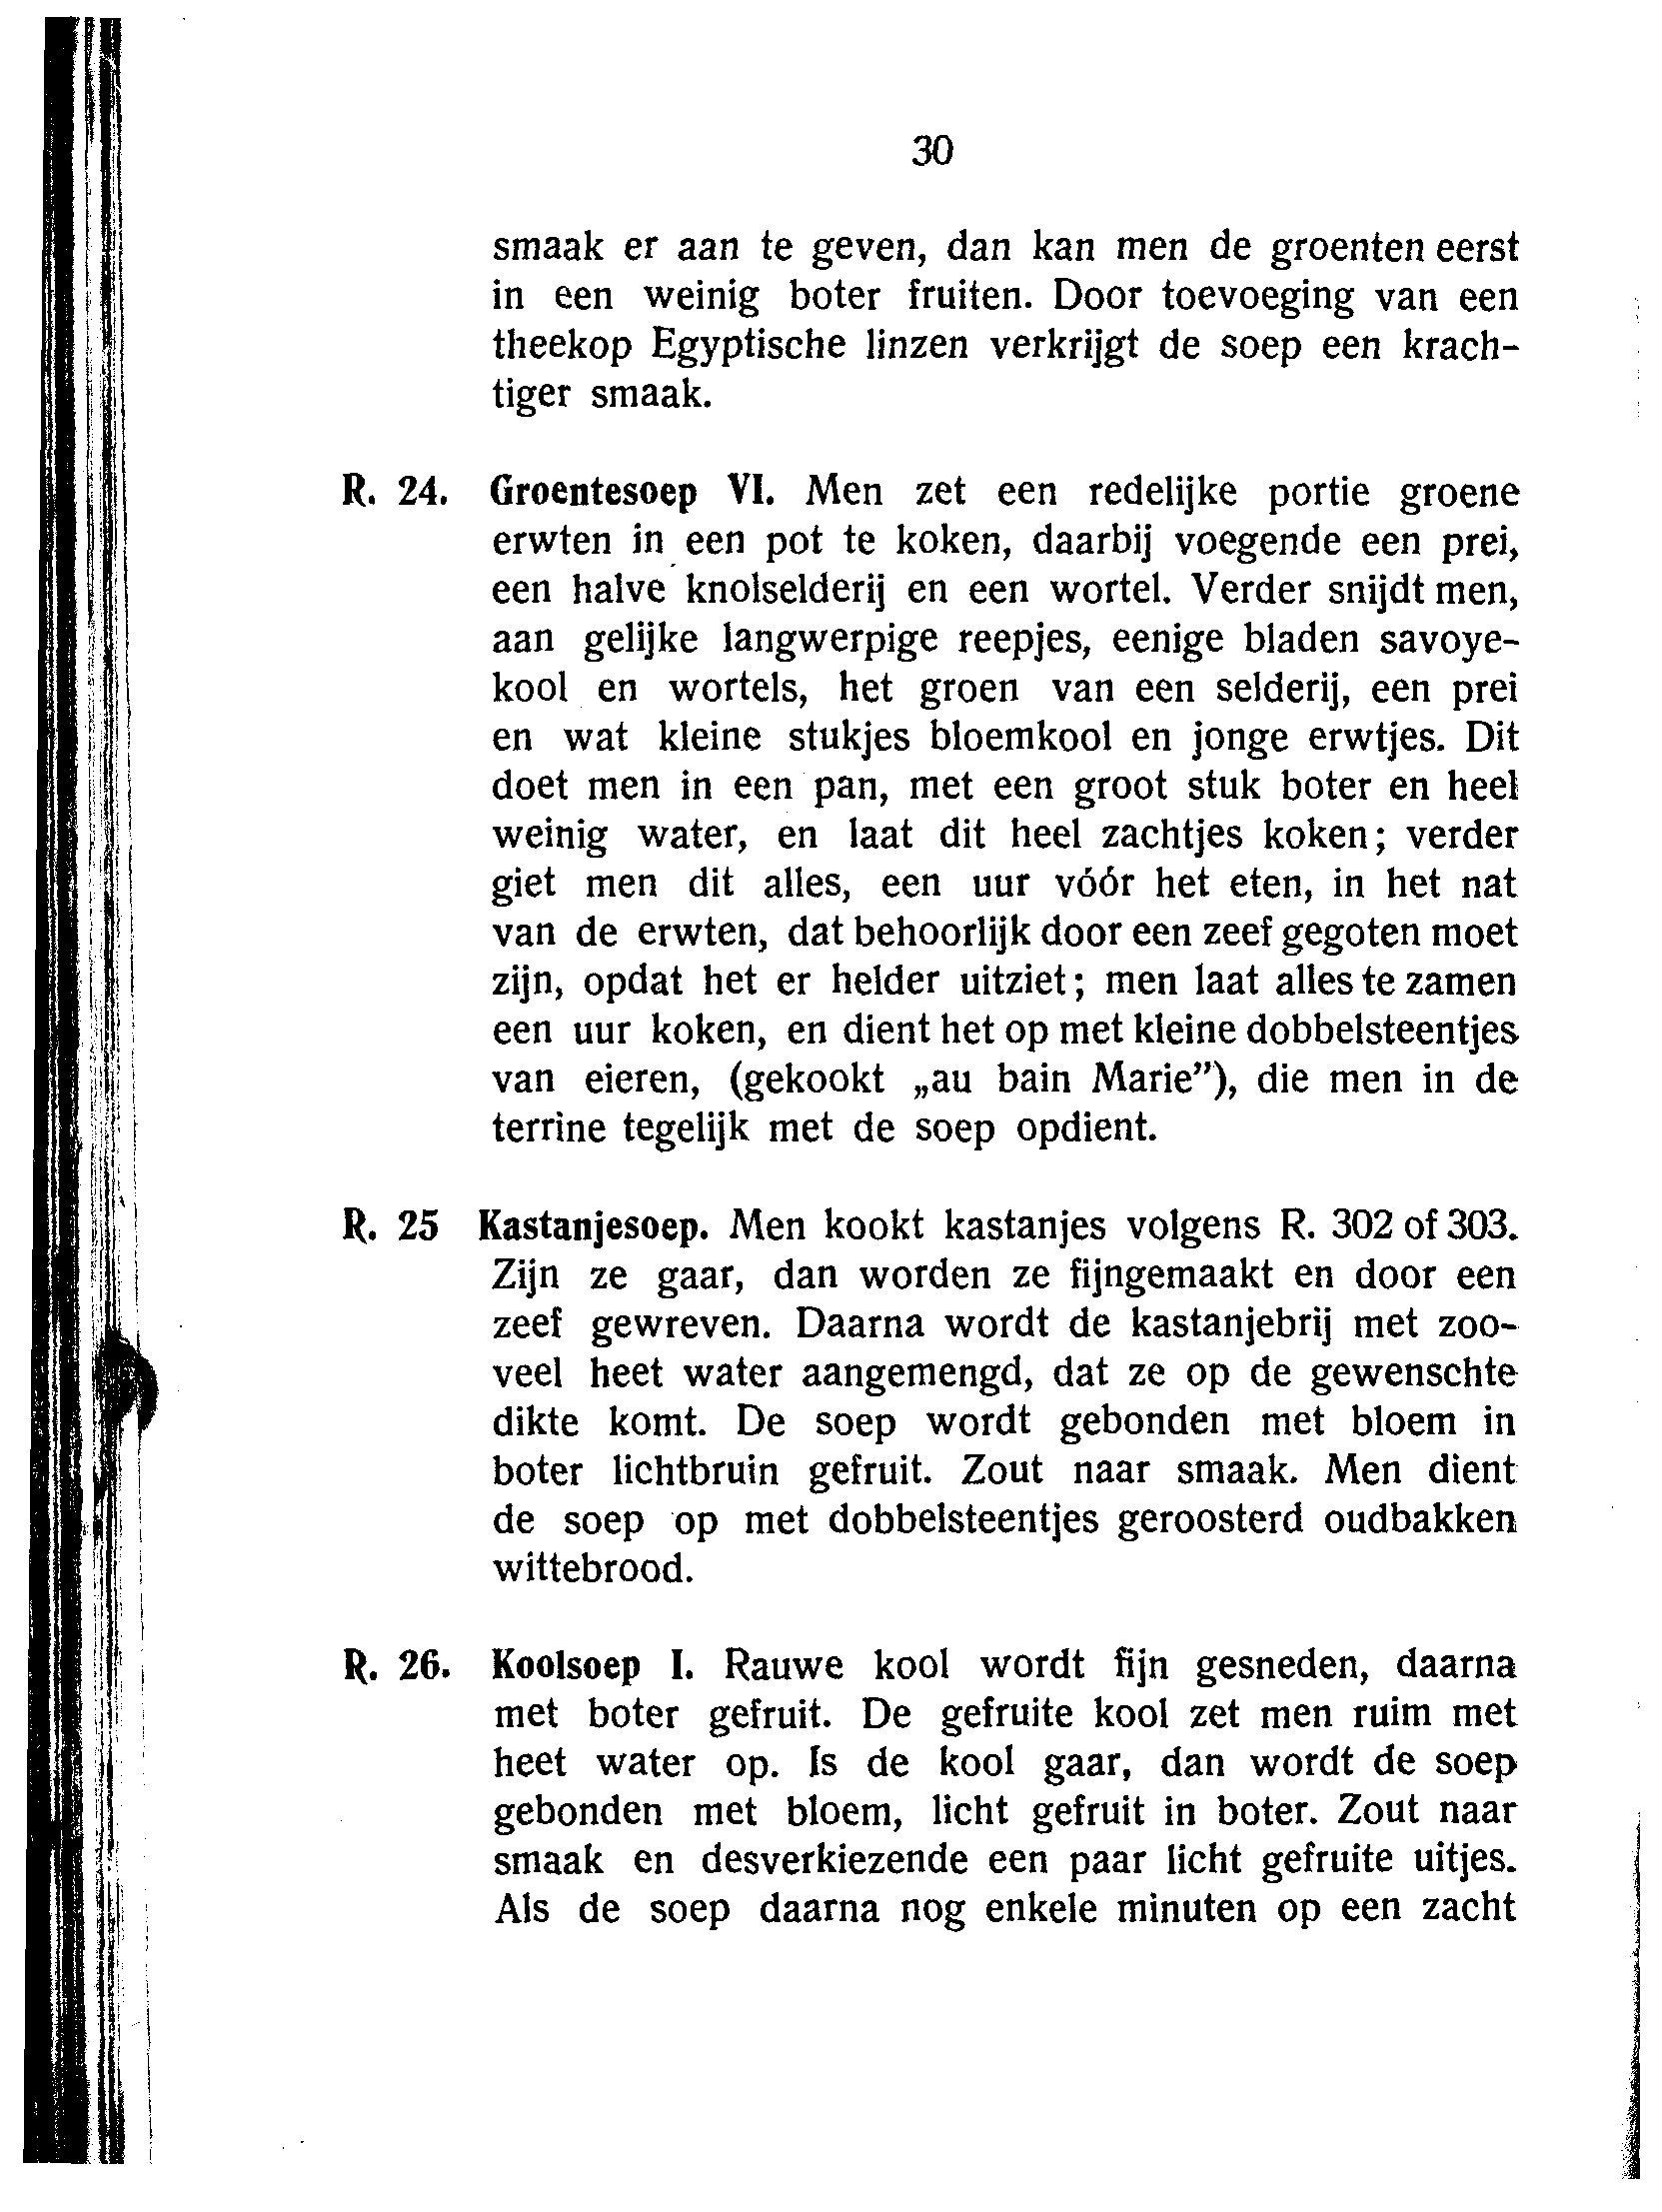 30
smaak er aan te geven, dan kan men de groenten eerst
in een weinig boter fruiten. Door toevoeging van een
theekop Egyptische linzen verkrijgt de soep een krach-
tiger smaak.
R. 24. Groentesoep VI. Men zet een redelijke portie groene
erwten in een pot te koken, daarbij voegende een prei,
een halve knolselderij en een wortel. Verder snijdt men,
aan gelijke langwerpige reepjes, eenige bladen savoye-
kool en wortels, het groen van een selderij, een prei
en wat kleine stukjes bloemkool en jonge erwtjes. Dit
doet men in een pan, met een groot stuk boter en heel
weinig water, en laat dit heel zachtjes koken; verder
giet men dit alles, een uur vóór het eten, in het nat
van de erwten, dat behoorlijk door een zeef gegoten moet
zijn, opdat het er helder uitziet; men laat alles te zamen
een uur koken, en dient het op met kleine dobbelsteentjes
van eieren, (gekookt „au bain Marie”), die men in de
terrine tegelijk met de soep opdient.
R. 25 Kastanjesoep. Men kookt kastanjes volgens R. 302 of 303.
Zijn ze gaar, dan worden ze fijngemaakt en door een
zeef gewreven. Daarna wordt de kastanjebrij met zoo-
veel heet water aangemengd, dat ze op de gewenschte
dikte komt. De soep wordt gebonden met bloem in
boter lichtbruin gefruit. Zout naar smaak. Men dient
de soep op met dobbelsteentjes geroosterd oudbakken
wittebrood.
R. 26. Koolsoep I. Rauwe kool wordt fijn gesneden, daarna
met boter gefruit. De gefruite kool zet men ruim met
heet water op. Is de kool gaar, dan wordt de soep
gebonden met bloem, licht gefruit in boter. Zout naar
smaak en desverkiezende een paar licht gefruite uitjes.
Als de soep daarna nog enkele minuten op een zacht